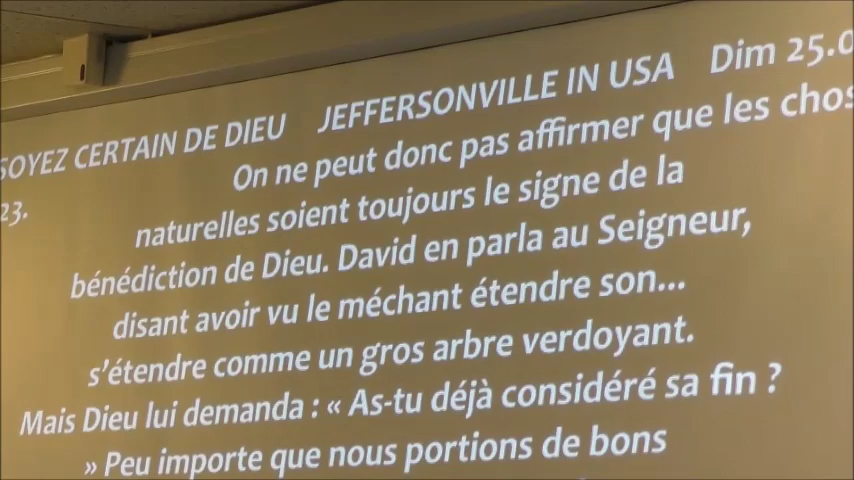 SOYEZ CERTAIN DE DIEU JEFFERSONVILLE IN USA Dim 25.0
23. On ne peut donc pas affirmer que les chos
naturelles soient toujours le signe de la
bénédiction de Dieu. David en parla au Seigneur,
disant avoir vu le méchant étendre son...
s’étendre comme un gros arbre verdoyant.
Mais Dieu lui demanda : « As-tu déjà considéré sa fin ?
» Peu importe que nous portions de bons